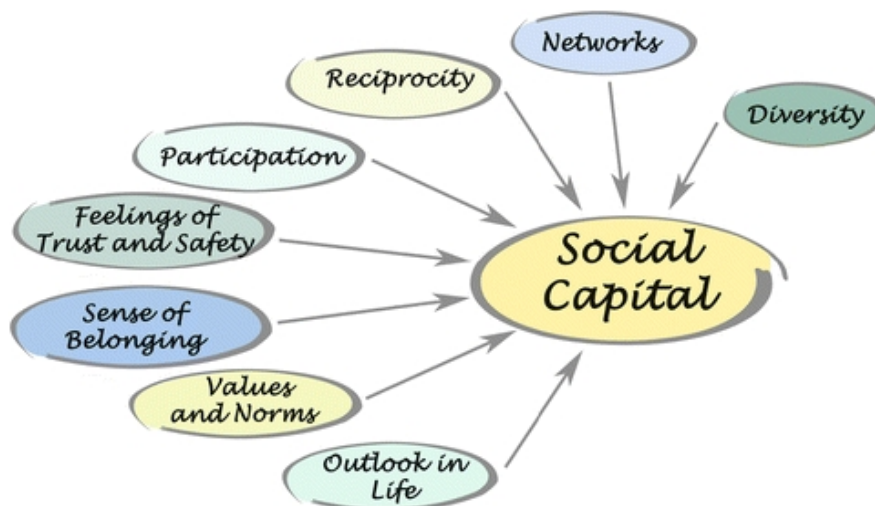 Networks
Reciprocity
Diversity
Participation
Feelings of
Trust and Safety
Social
Capital
Sense of
Belonging
Values
and Norms
Outlook in
Life